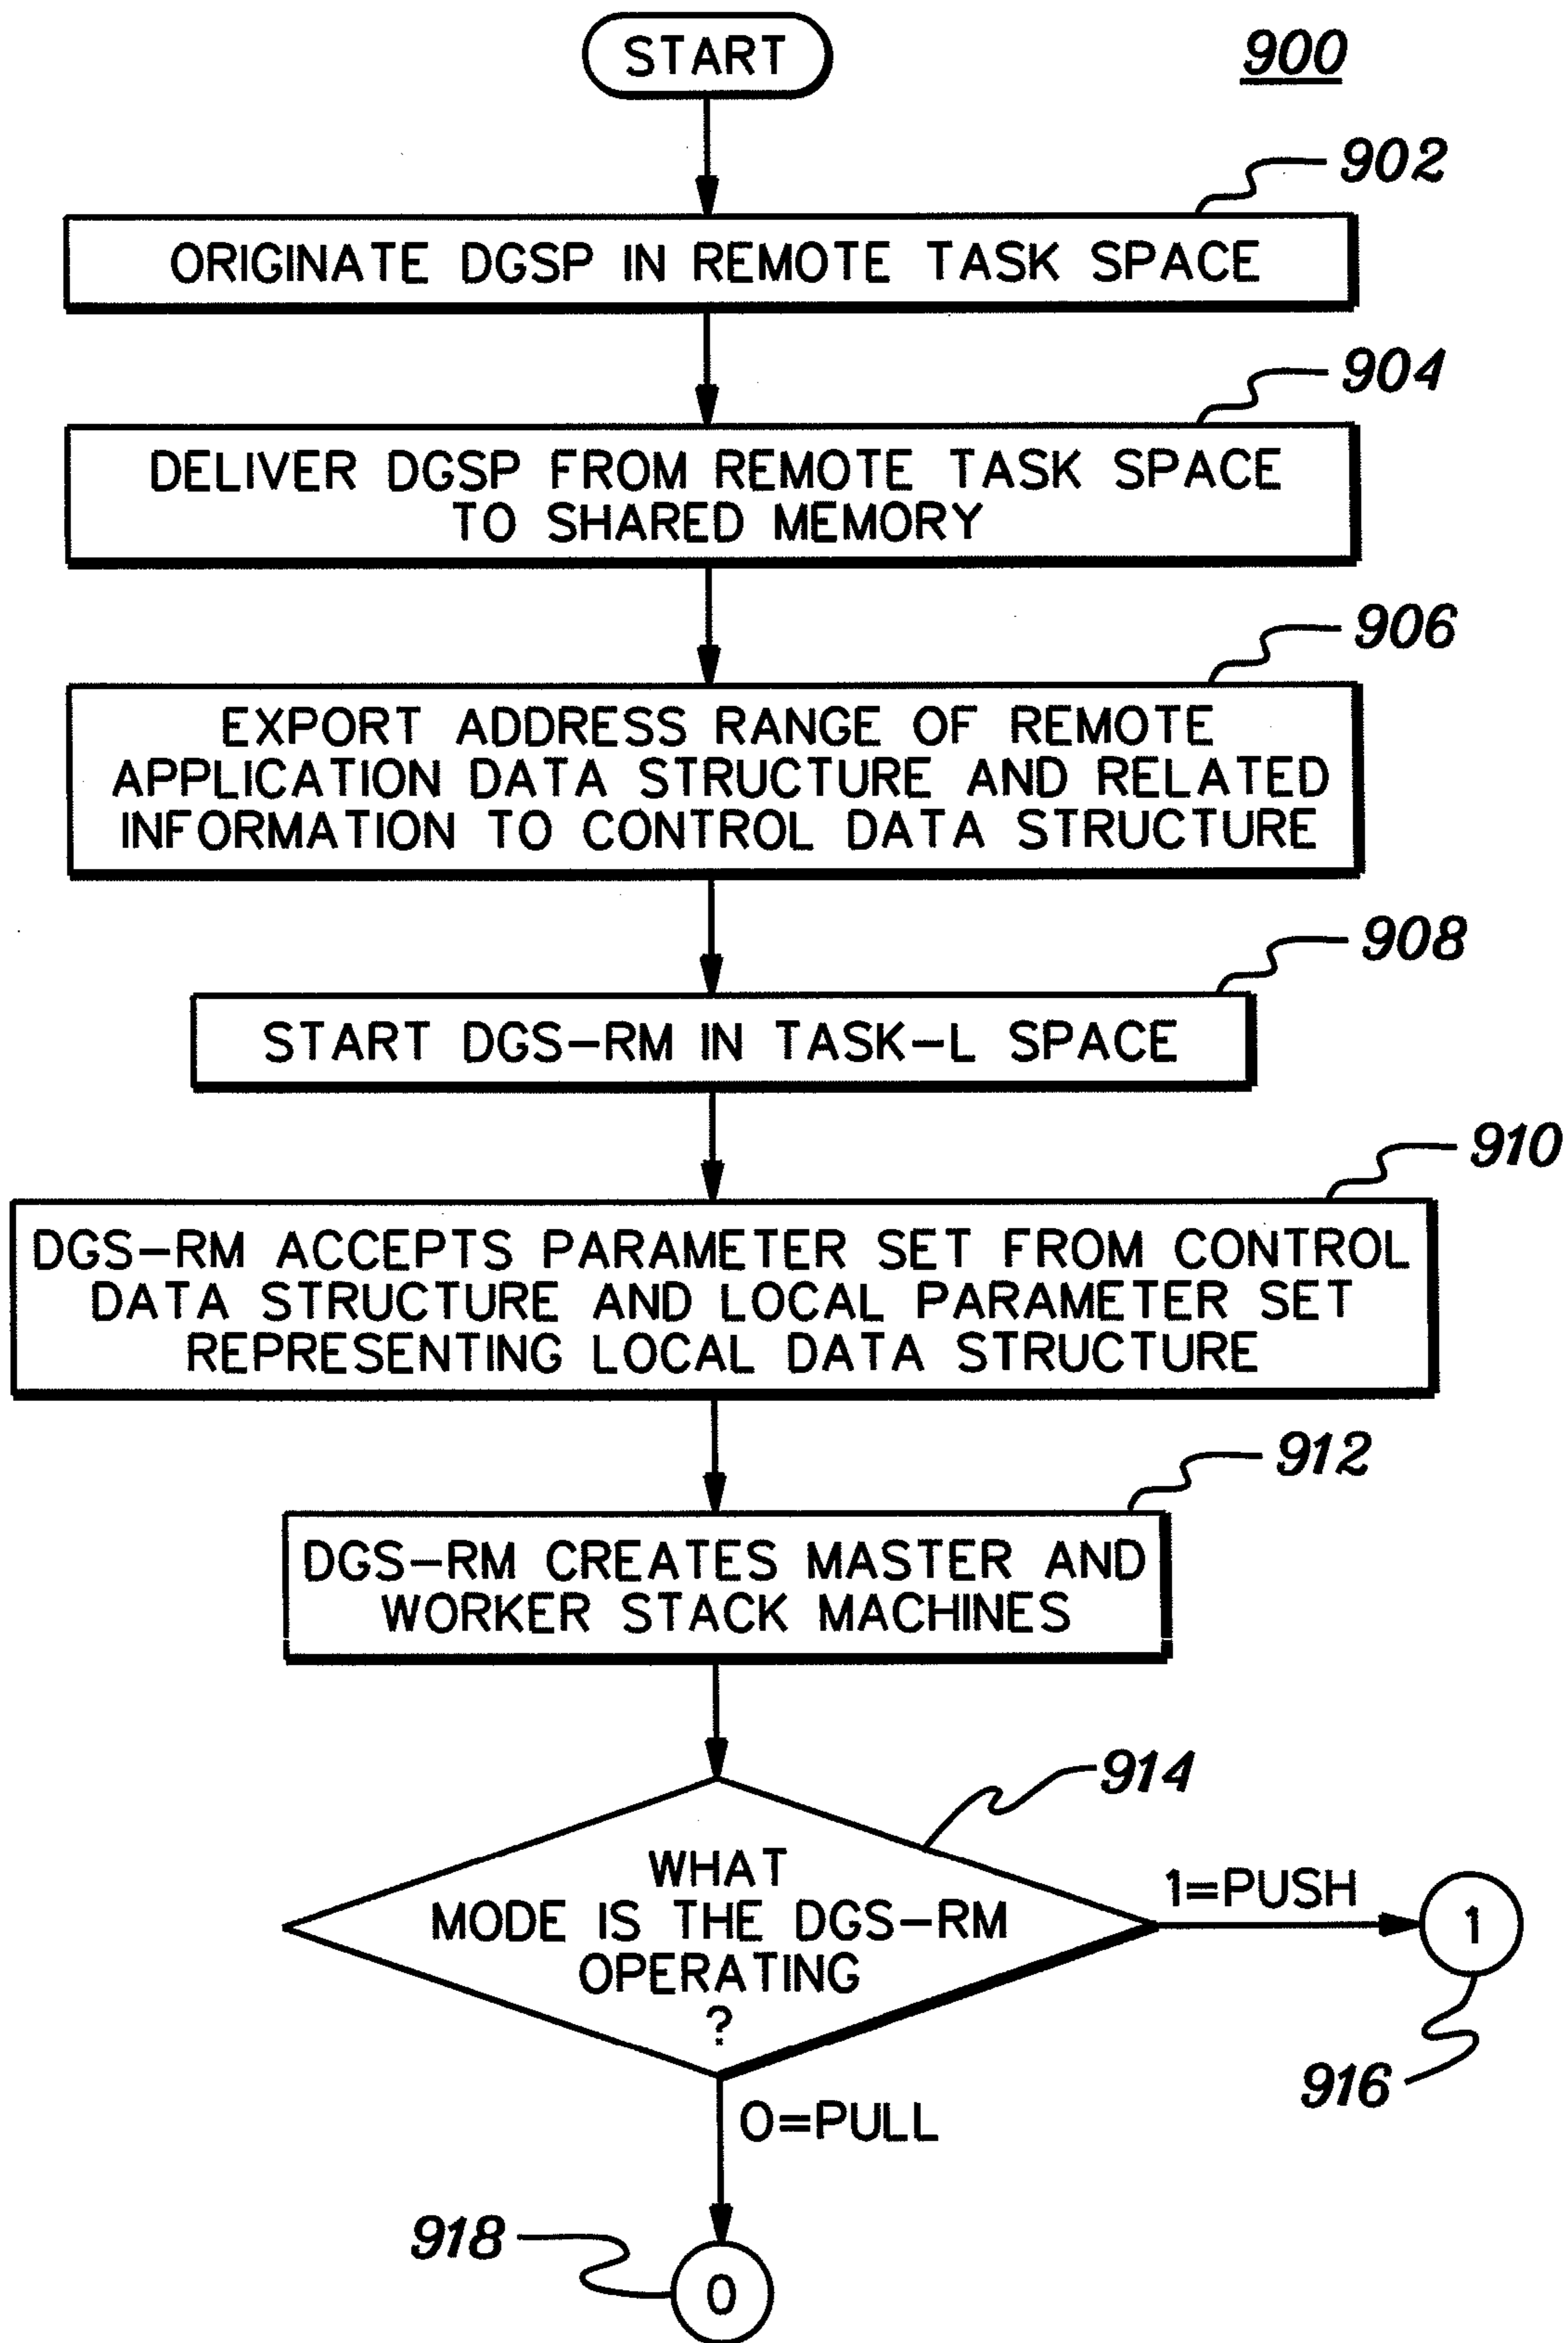 START
900
902
ORIGINATE DGSP IN REMOTE TASK SPACE
904
DELIVER DGSP FROM REMOTE TASK SPACE
TO SHARED MEMORY
906
EXPORT ADDRESS RANGE OF REMOTE
APPLICATION DATA STRUCTURE AND RELATED
INFORMATION TO CONTROL DATA STRUCTURE
908
START DGS-RM IN TASK-L SPACE
910
DGS-RM ACCEPTS PARAMETER SET FROM CONTROL
DATA STRUCTURE AND LOCAL PARAMETER SET
REPRESENTING LOCAL DATA STRUCTURE
912
DGS-RM CREATES MASTER AND
WORKER STACK MACHINES
914
WHAT
MODE IS THE DGS-RM
OPERATING
?
1=PUSH
1
916
0=PULL
918
0